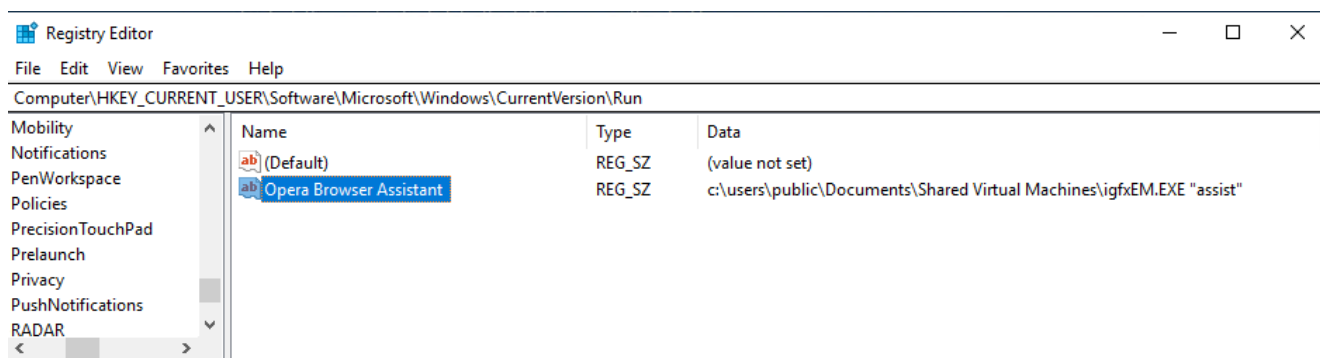 Registry Editor
File Edit View Favorites Help
Computer\HKEY_CURRENT_USER\Software\Microsoft\Windows\CurrentVersion\Run
Mobility
Notifications
PenWorkspace
Policies
PrecisionTouchPad
Prelaunch
Privacy
PushNotifications
RADAR
Name Type Data
ab (Default) REG_SZ (value not set)
ab Opera Browser Assistant REG_SZ c:\users\public\Documents\Shared Virtual Machines\igfxEM.EXE "assist"